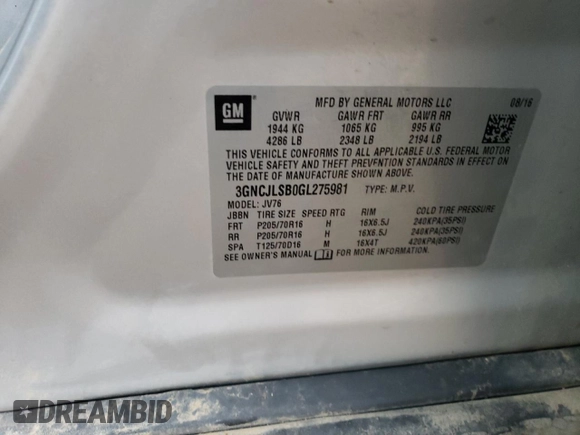 GM
MFD BY GENERAL MOTORS LLC 08/16
GVWR GAWR FRT GAWR RR
1944 KG 1065 KG 995 KG
4286 LB 2348 LB 2194 LB
THIS VEHICLE CONFORMS TO ALL APPLICABLE U.S. FEDERAL MOTOR
VEHICLE SAFETY AND THEFT PREVENTION STANDARDS IN EFFECT ON
THE DATE OF MANUFACTURE SHOWN ABOVE.
3GNCJLSB0GL275981 TYPE: M.P.V.
MODEL: JV76
JBBN TIRE SIZE SPEED RTG RIM COLD TIRE PRESSURE
FRT P205/70R16 H 16X6.5J 240KPA(35PSI)
RR P205/70R16 H 16X6.5J 240KPA(35PSI)
SPA T125/70D16 M 16X4T 420KPA(60PSI)
SEE OWNER'S MANUAL FOR MORE INFORMATION.
DREAMBID